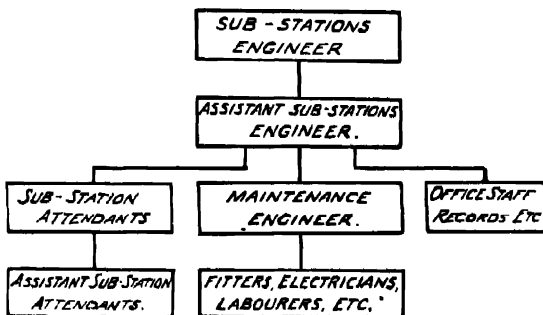 SUB-STATIONS
ENGINEER
ASSISTANT SUB-STATIONS
ENGINEER.
SUB-STATION
ATTENDANTS
MAINTENANCE
ENGINEER.
OFFICE STAFF
RECORDS ETC
ASSISTANT SUB-STATION
ATTENDANTS.
FITTERS, ELECTRICIANS,
LABOURERS, ETC.